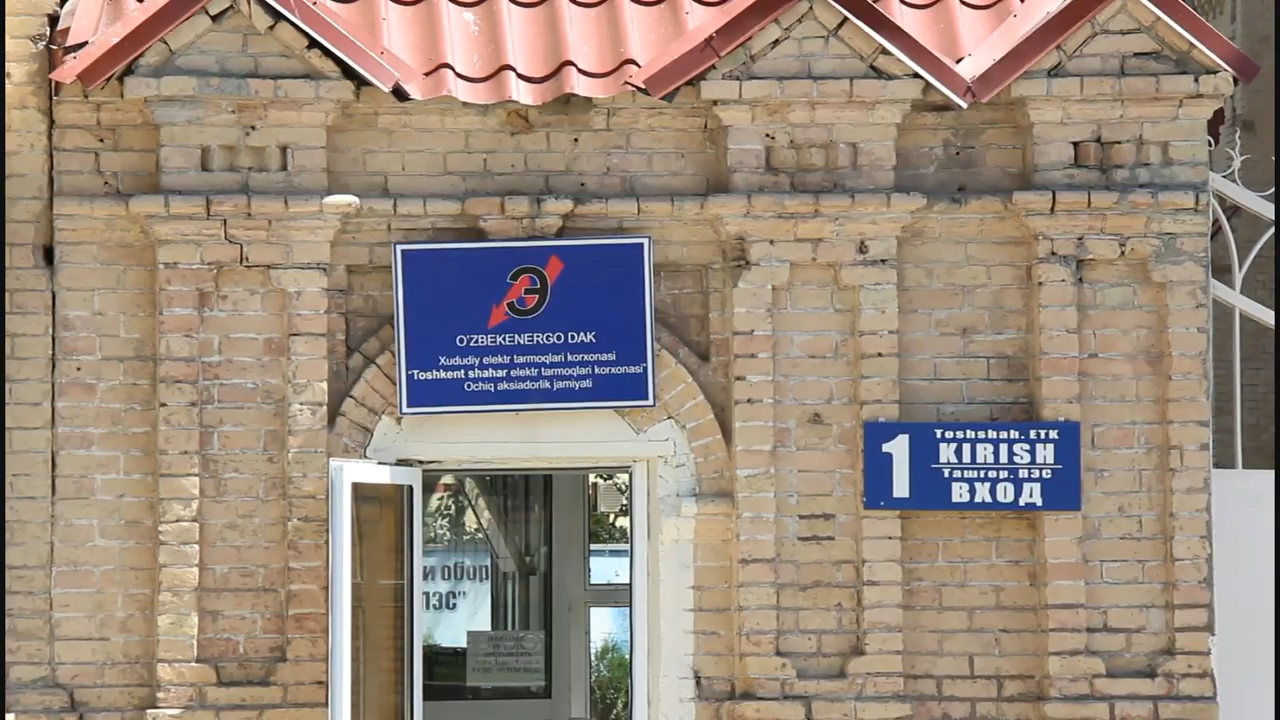 Э
O'ZBEKENERGO DAK
Xududiy elektr tarmoqlari korxonasi
"Toshkent shahar elektr tarmoqlari korxonasi"
Ochiq aksiadorlik jamiyati
1
Toshshah. ETK
KIRISH
Ташгор. ПЭС
ВХОД
и обор
ПЭС"